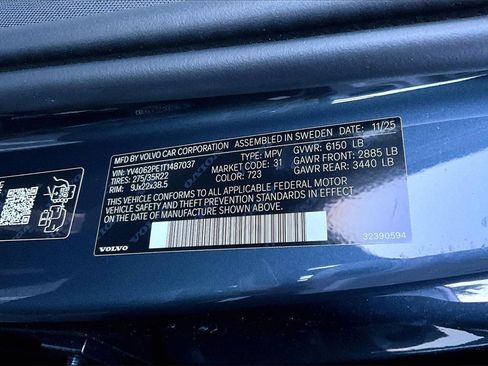 MFD BY VOLVO CAR CORPORATION ASSEMBLED IN SWEDEN DATE: 11/25
VIN: YV4062PE1T1487037 TYPE: MPV GVWR: 6150 LB
TIRES: 275/35R22 MARKET CODE: 31 GAWR FRONT: 2885 LB
RIM: 9Jx22x38.5 COLOR: 723 GAWR REAR: 3440 LB
THIS VEHICLE CONFORMS TO ALL APPLICABLE FEDERAL MOTOR
VEHICLE SAFETY AND THEFT PREVENTION STANDARDS IN EFFECT
ON THE DATE OF MANUFACTURE SHOWN ABOVE.
VOLVO
32390594